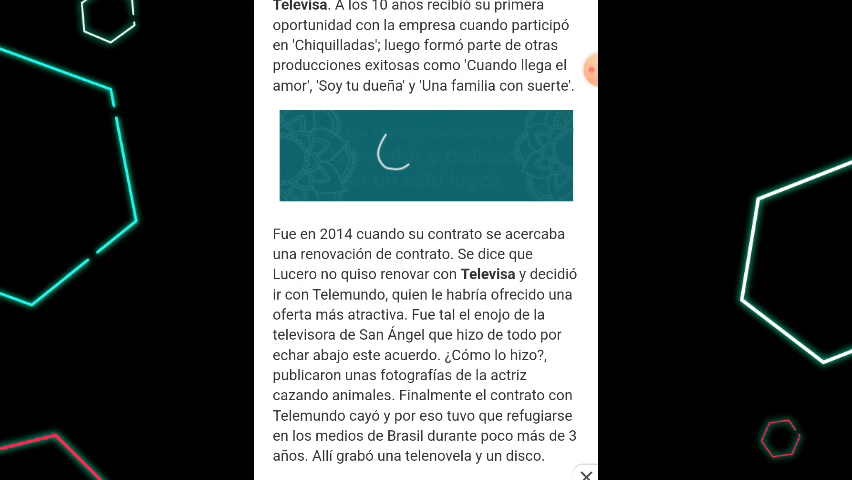 Televisa. A los 10 años recibió su primera
oportunidad con la empresa cuando participó
en 'Chiquilladas'; luego formó parte de otras
producciones exitosas como 'Cuando llega el
amor', 'Soy tu dueña' y 'Una familia con suerte'.
Fue en 2014 cuando su contrato se acercaba
una renovación de contrato. Se dice que
Lucero no quiso renovar con Televisa y decidió
ir con Telemundo, quien le habría ofrecido una
oferta más atractiva. Fue tal el enojo de la
televisora de San Ángel que hizo de todo por
echar abajo este acuerdo. ¿Cómo lo hizo?,
publicaron unas fotografías de la actriz
cazando animales. Finalmente el contrato con
Telemundo cayó y por eso tuvo que refugiarse
en los medios de Brasil durante poco más de 3
años. Allí grabó una telenovela y un disco.